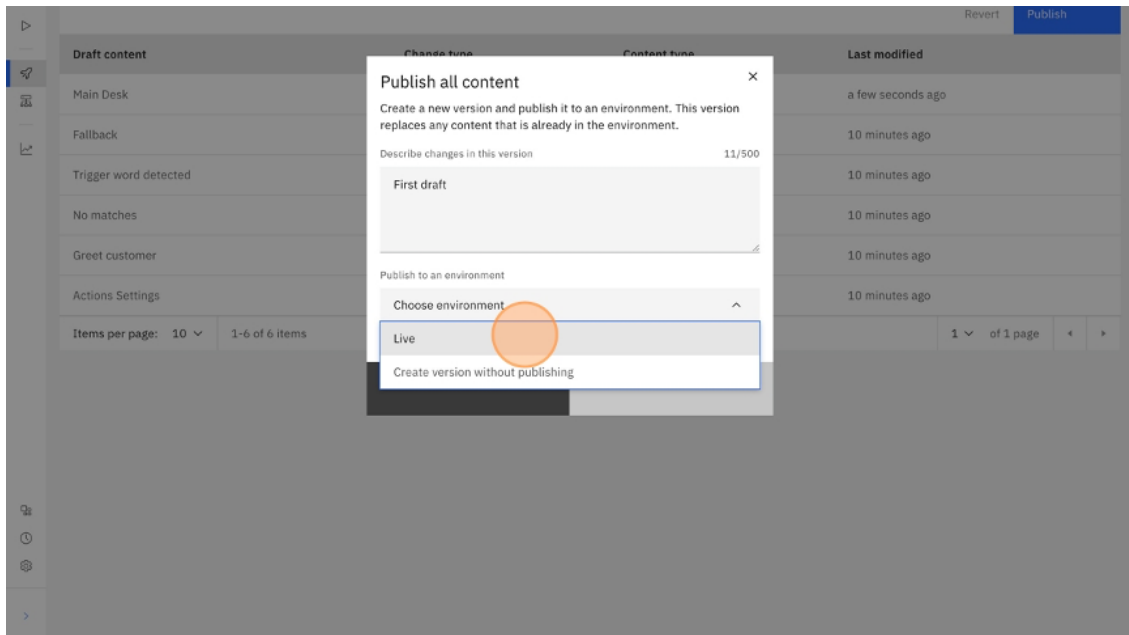 Revert Publish
Draft content Change type Content type Last modified
Main Desk a few seconds ago
Fallback 10 minutes ago
Trigger word detected 10 minutes ago
No matches 10 minutes ago
Greet customer 10 minutes ago
Actions Settings 10 minutes ago
Items per page: 10 1-6 of 6 items 1 of 1 page
Publish all content
Create a new version and publish it to an environment. This version
replaces any content that is already in the environment.
Describe changes in this version 11/500
First draft
Publish to an environment
Choose environment
Live
Create version without publishing